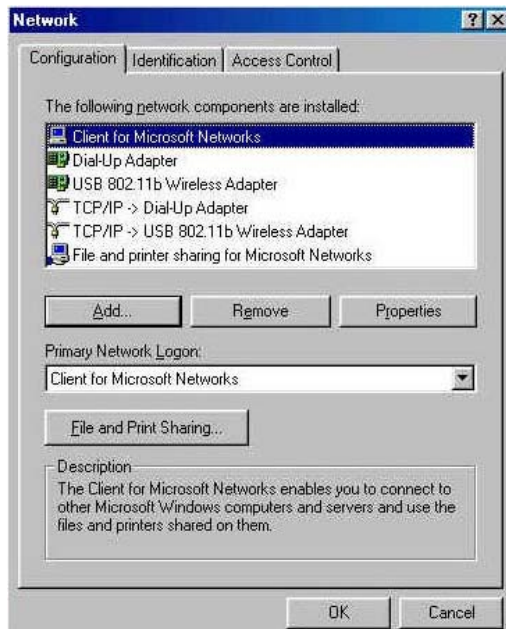 Network
Configuration Identification Access Control
The following network components are installed:
Client for Microsoft Networks
Dial-Up Adapter
USB 802.11b Wireless Adapter
TCP/IP -> Dial-Up Adapter
TCP/IP -> USB 802.11b Wireless Adapter
File and printer sharing for Microsoft Networks
Add... Remove Properties
Primary Network Logon:
Client for Microsoft Networks
File and Print Sharing...
Description
The Client for Microsoft Networks enables you to connect to
other Microsoft Windows computers and servers and use the
files and printers shared on them.
OK Cancel